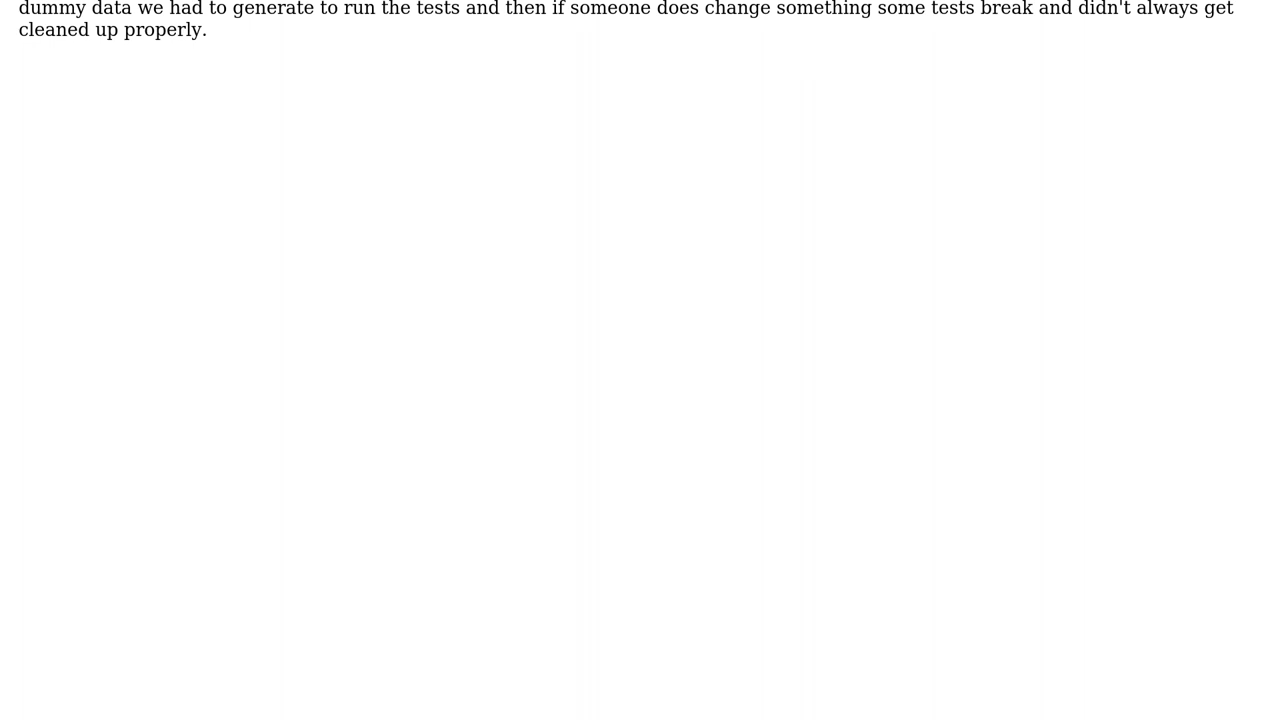 dummy data we had to generate to run the tests and then if someone does change something some tests break and didn't always get
cleaned up properly.